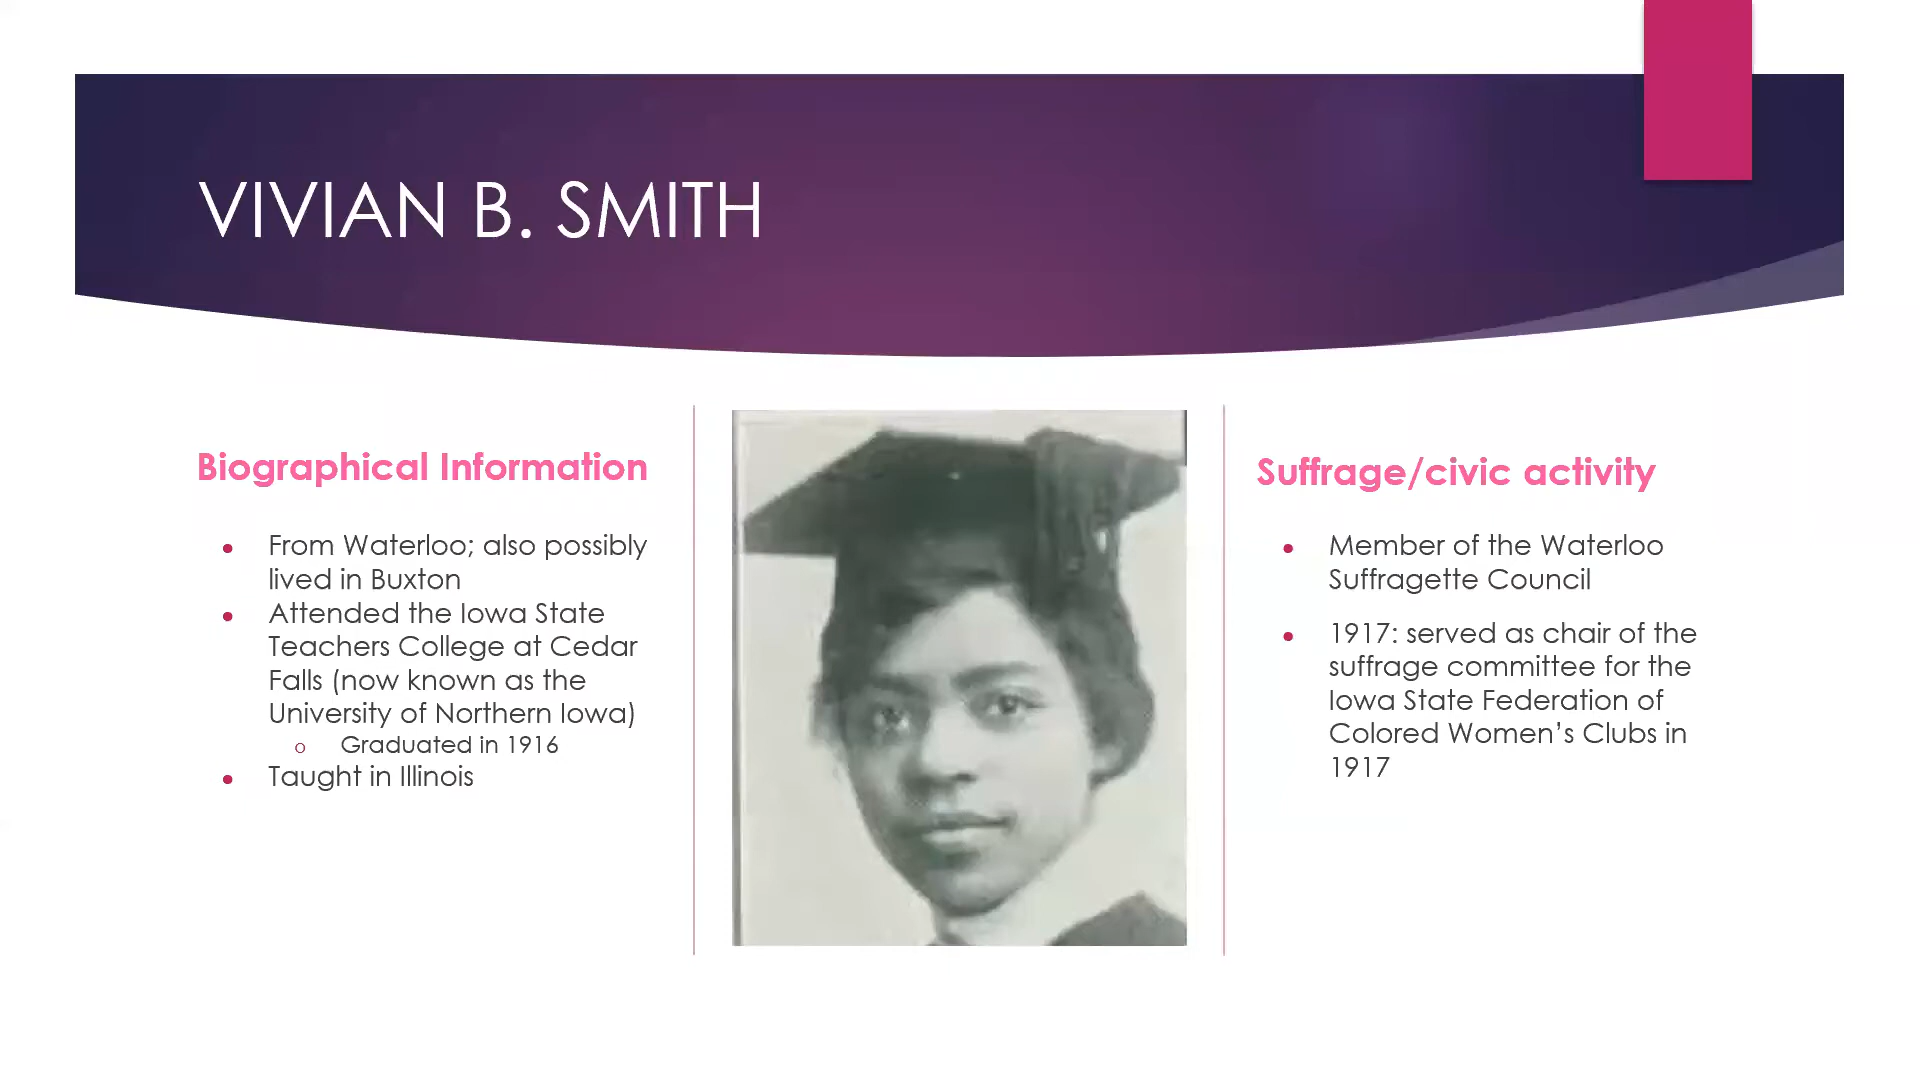 VIVIAN B. SMITH
Biographical Information
● From Waterloo; also possibly
lived in Buxton
● Attended the Iowa State
Teachers College at Cedar
Falls (now known as the
University of Northern Iowa)
o Graduated in 1916
● Taught in Illinois
Suffrage/civic activity
● Member of the Waterloo
Suffragette Council
● 1917: served as chair of the
suffrage committee for the
Iowa State Federation of
Colored Women’s Clubs in
1917